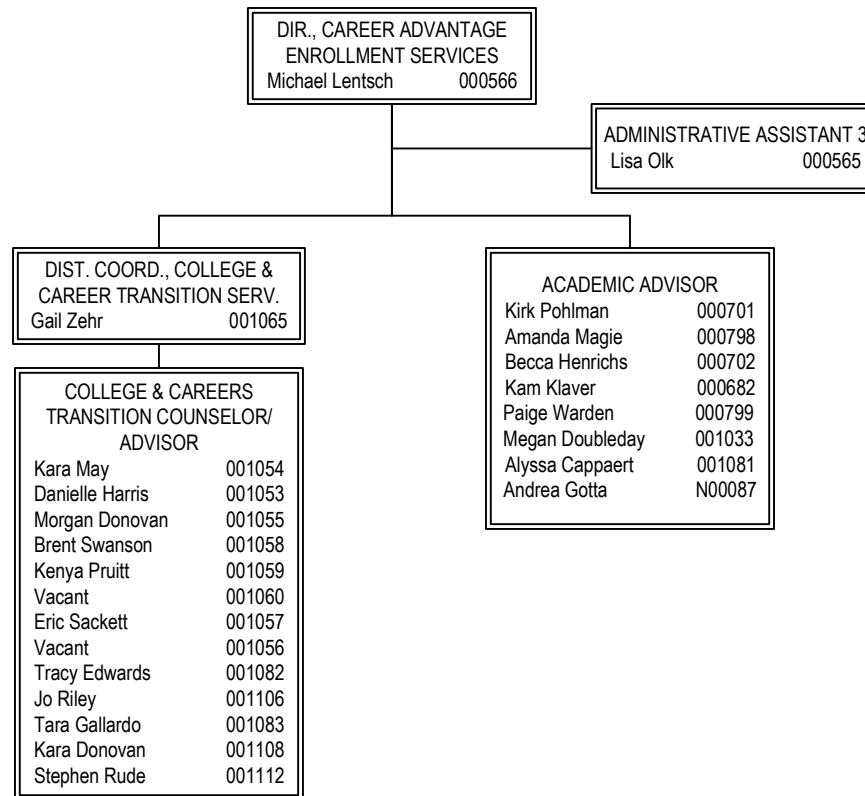 DIR., CAREER ADVANTAGE
ENROLLMENT SERVICES
Michael Lentsch 000566
ADMINISTRATIVE ASSISTANT 3
Lisa Olk 000565
DIST. COORD., COLLEGE &
CAREER TRANSITION SERV.
Gail Zehr 001065
COLLEGE & CAREERS
TRANSITION COUNSELOR/
ADVISOR
Kara May 001054
Danielle Harris 001053
Morgan Donovan 001055
Brent Swanson 001058
Kenya Pruitt 001059
Vacant 001060
Eric Sackett 001057
Vacant 001056
Tracy Edwards 001082
Jo Riley 001106
Tara Gallardo 001083
Kara Donovan 001108
Stephen Rude 001112
ACADEMIC ADVISOR
Kirk Pohlman 000701
Amanda Magie 000798
Becca Henrichs 000702
Kam Klaver 000682
Paige Warden 000799
Megan Doubleday 001033
Alyssa Cappaert 001081
Andrea Gotta N00087